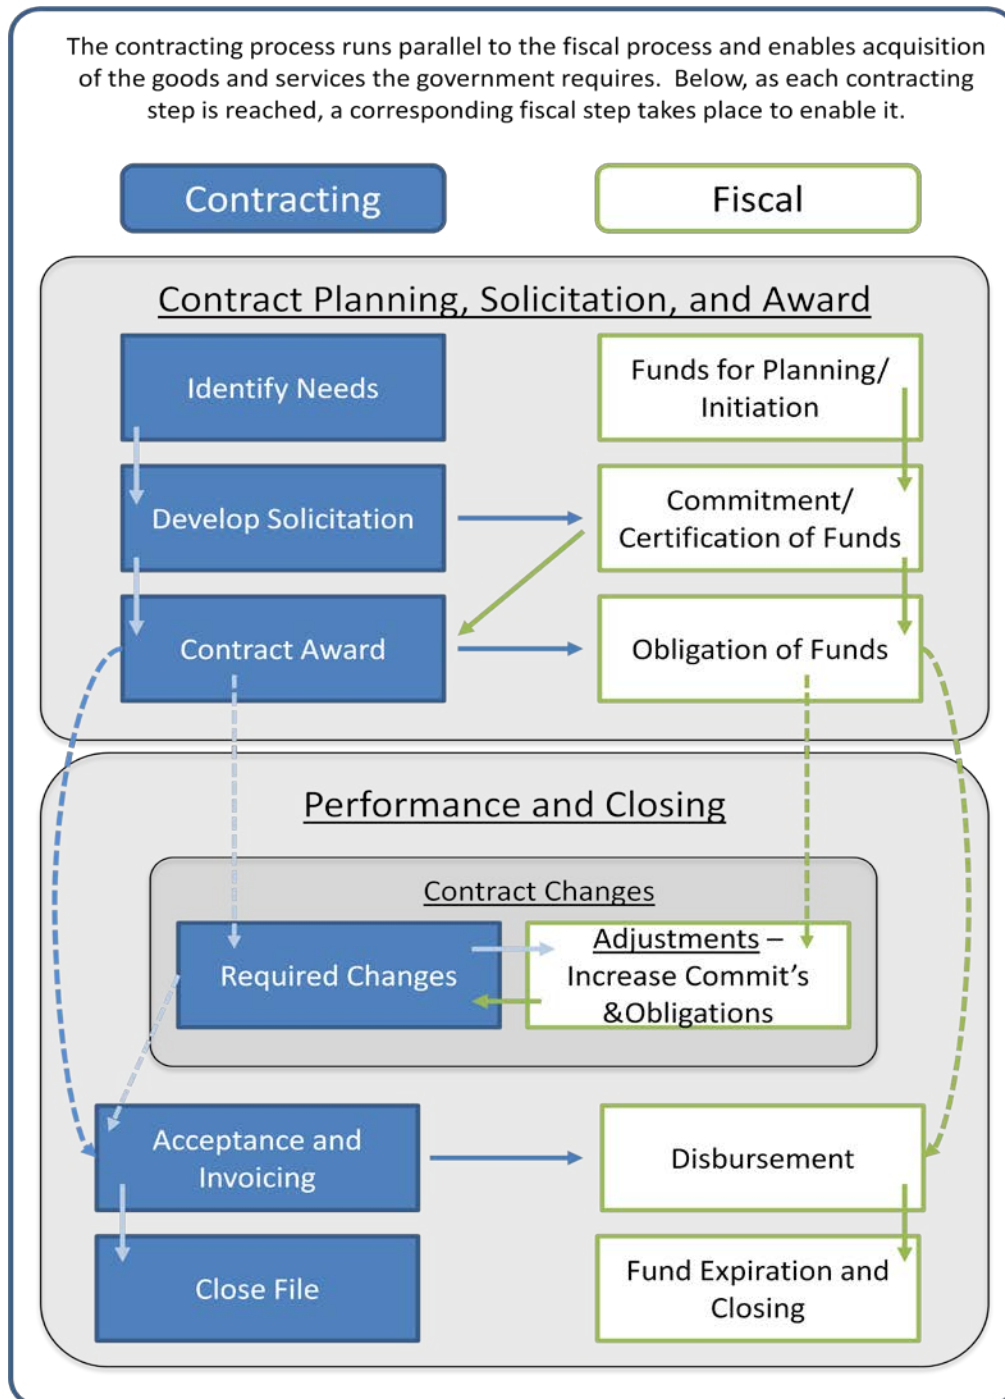 The contracting process runs parallel to the fiscal process and enables acquisition
of the goods and services the government requires.  Below, as each contracting
step is reached, a corresponding fiscal step takes place to enable it.
Contracting
Fiscal
Contract Planning, Solicitation, and Award
Identify Needs
Funds for Planning/
Initiation
Develop Solicitation
Commitment/
Certification of Funds
Contract Award
Obligation of Funds
Performance and Closing
Contract Changes
Required Changes
Adjustments –
Increase Commit's
&Obligations
Acceptance and
Invoicing
Disbursement
Close File
Fund Expiration and
Closing